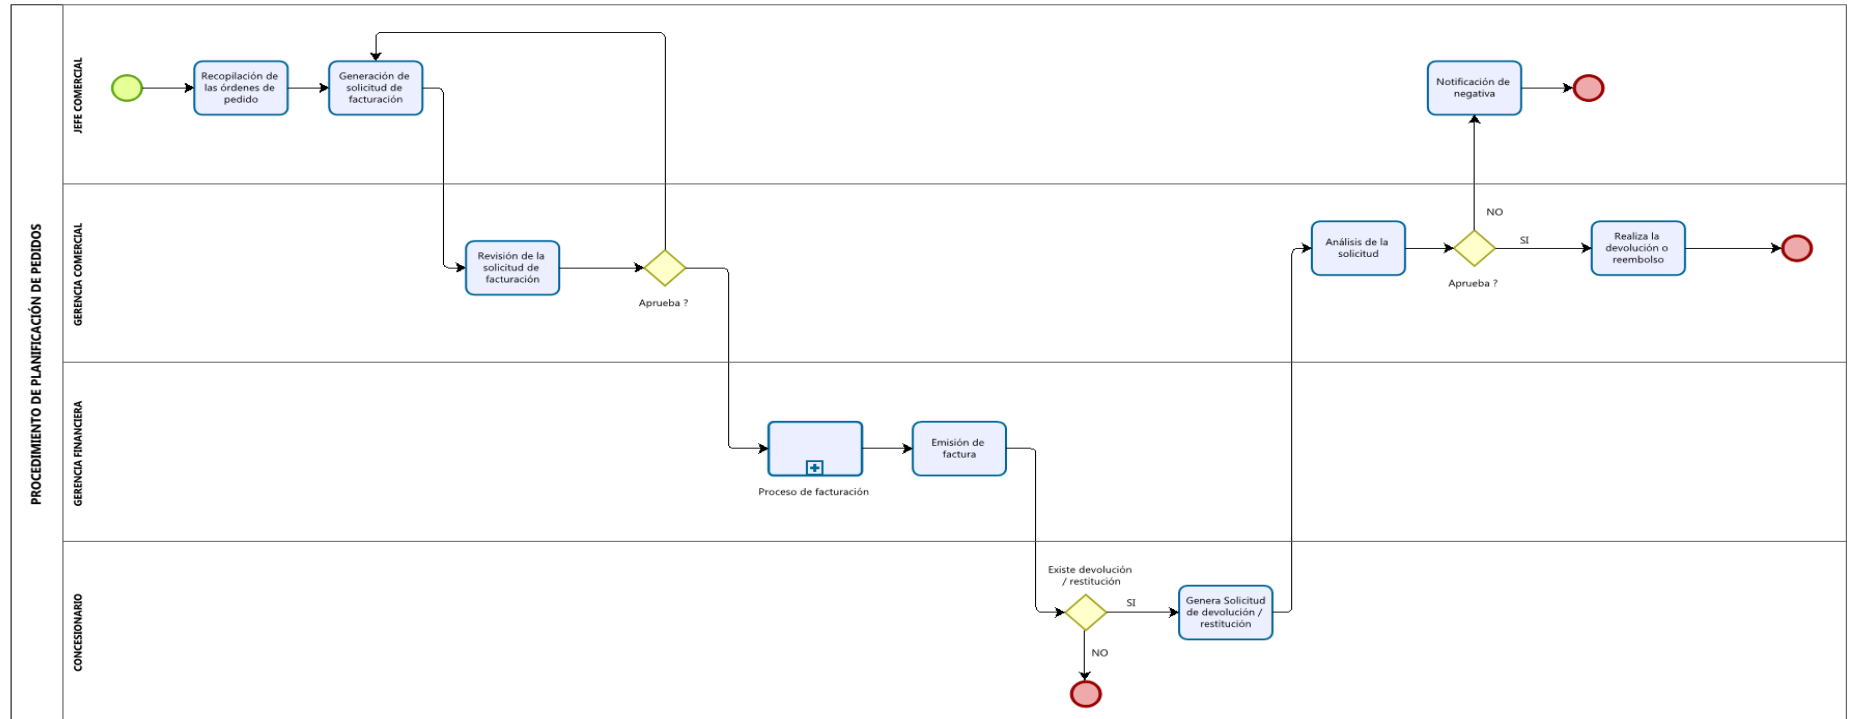 PROCEDIMIENTO DE PLANIFICACIÓN DE PEDIDOS
JEFE COMERCIAL
Recopilación de
las órdenes de
pedido
Generación de
solicitud de
facturación
Notificación de
negativa
GERENCIA COMERCIAL
Revisión de la
solicitud de
facturación
Aprueba ?
Análisis de la
solicitud
NO
SI
Aprueba ?
Realiza la
devolución o
reembolso
GERENCIA FINANCIERA
Proceso de facturación
Emisión de
factura
CONCESIONARIO
Existe devolución
/ restitución
SI
NO
Genera Solicitud
de devolución /
restitución